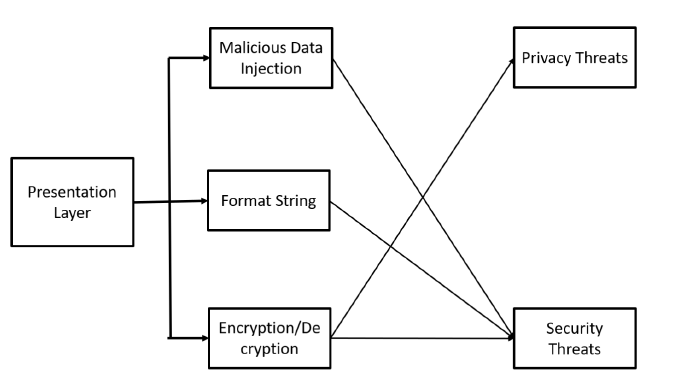 Malicious Data
Injection
Privacy Threats
Presentation
Layer
Format String
Encryption/De
cryption
Security
Threats